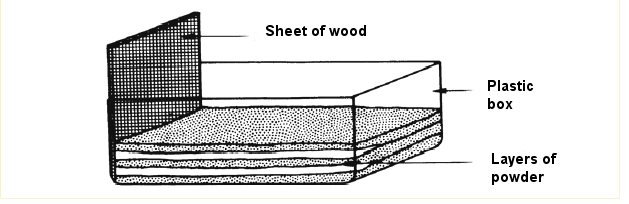 Sheet of wood
Plastic
box
Layers of
powder